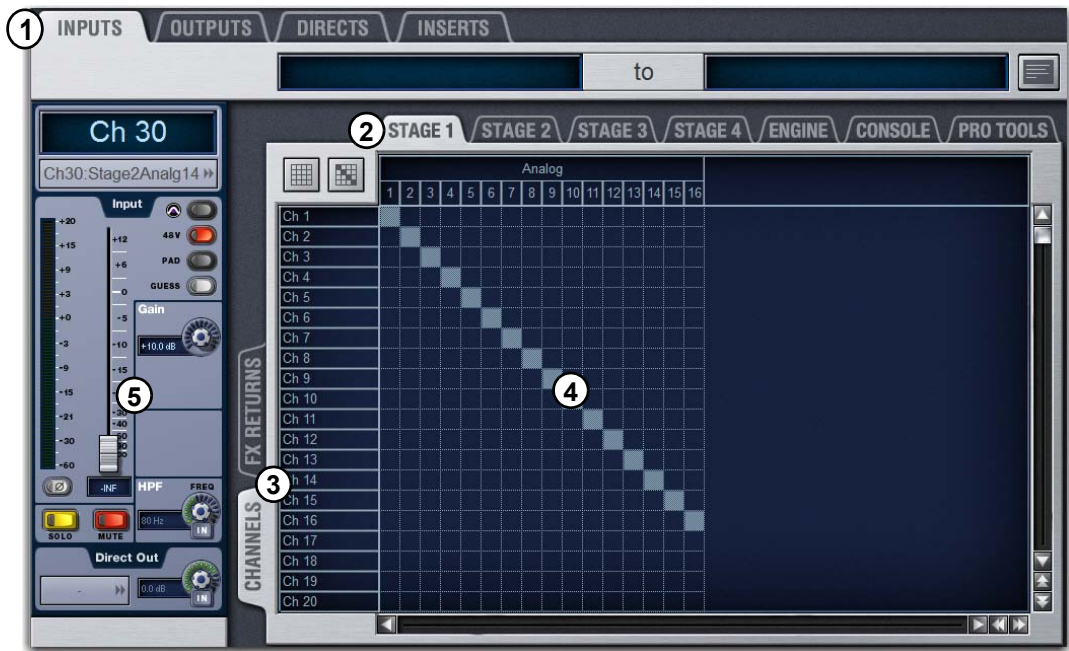 1 INPUTS OUTPUTS DIRECTS INSERTS
to
Ch 30
Ch30:Stage2Analg14
2 STAGE 1 STAGE 2 STAGE 3 STAGE 4 ENGINE CONSOLE PRO TOOLS
Analog
1 2 3 4 5 6 7 8 9 10 11 12 13 14 15 16
Input
+20
+15
+9
+3
+0
-3
-9
-15
-21
-30
-60
+12
+6
0
-5
-10
-15
-30
-40
48V
PAD
GUESS
Gain
+10.0 dB
5
-INF
HPF FREQ
80 Hz
IN
SOLO MUTE
Direct Out
-
0.0 dB
IN
FX RETURNS
3
CHANNELS
Ch 1
Ch 2
Ch 3
Ch 4
Ch 5
Ch 6
Ch 7
Ch 8
Ch 9
4
Ch 10
Ch 11
Ch 12
Ch 13
Ch 14
Ch 15
Ch 16
Ch 17
Ch 18
Ch 19
Ch 20